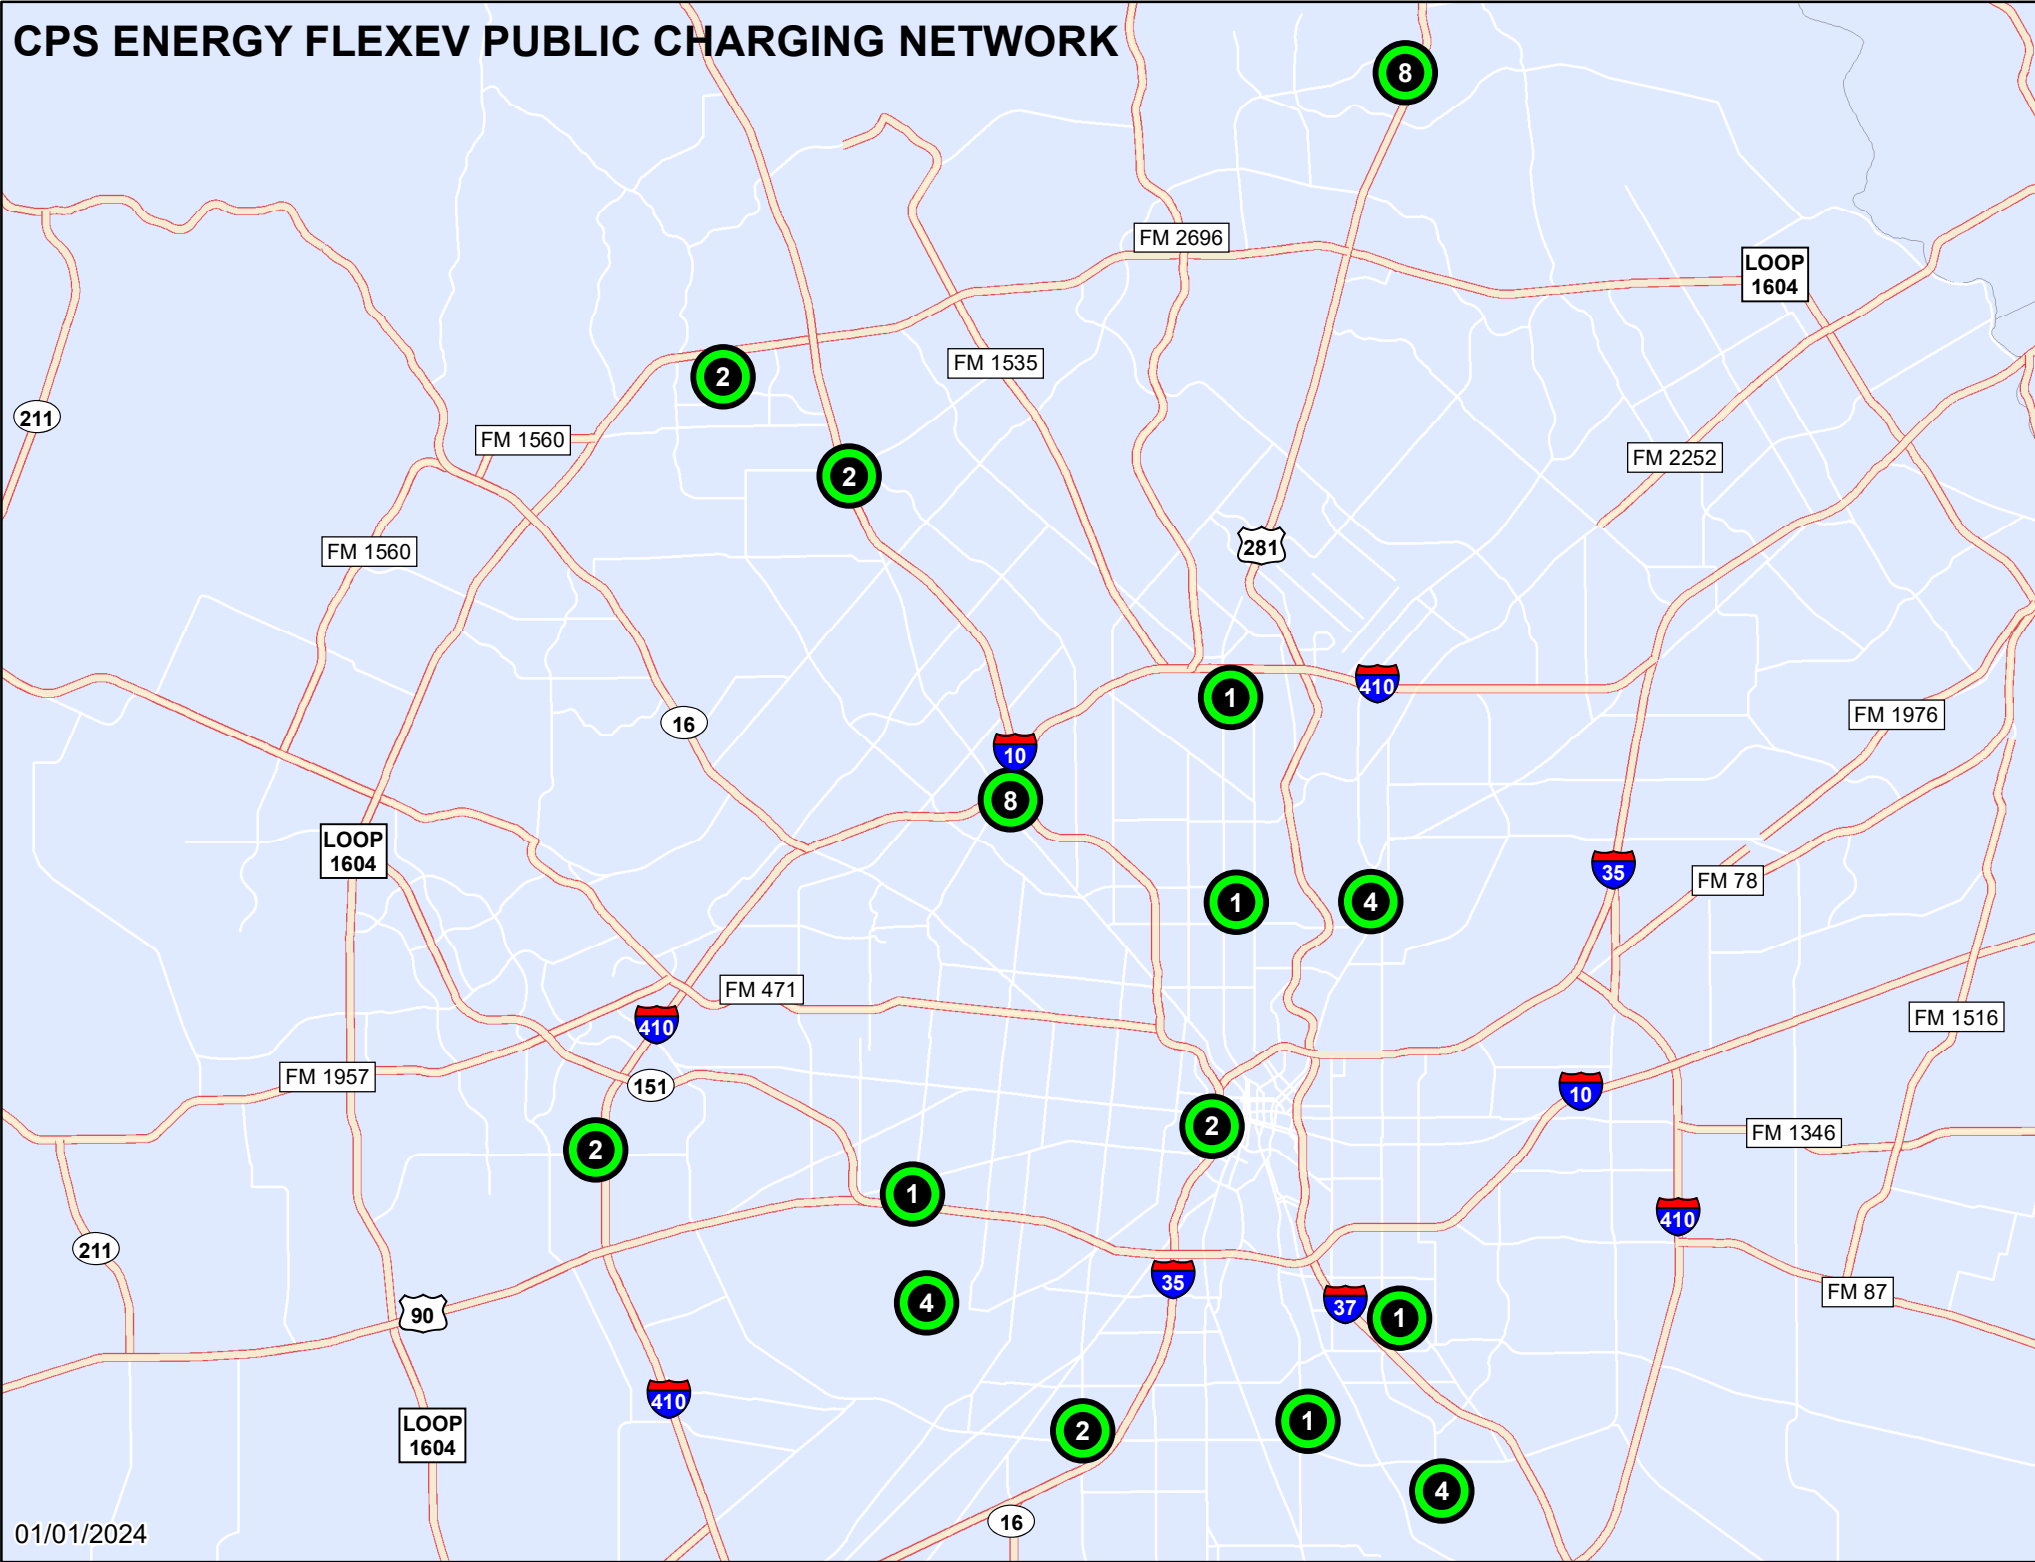 CPS ENERGY FLEXEV PUBLIC CHARGING NETWORK
8
FM 2696
LOOP
1604
FM 1535
2
211
FM 1560
FM 2252
2
281
FM 1560
410
1
FM 1976
16
10
8
LOOP
1604
35
FM 78
1
4
FM 471
FM 1516
410
FM 1957
151
10
2
FM 1346
2
1
410
211
35
FM 87
4
37
1
90
410
LOOP
1604
2
1
4
16
01/01/2024